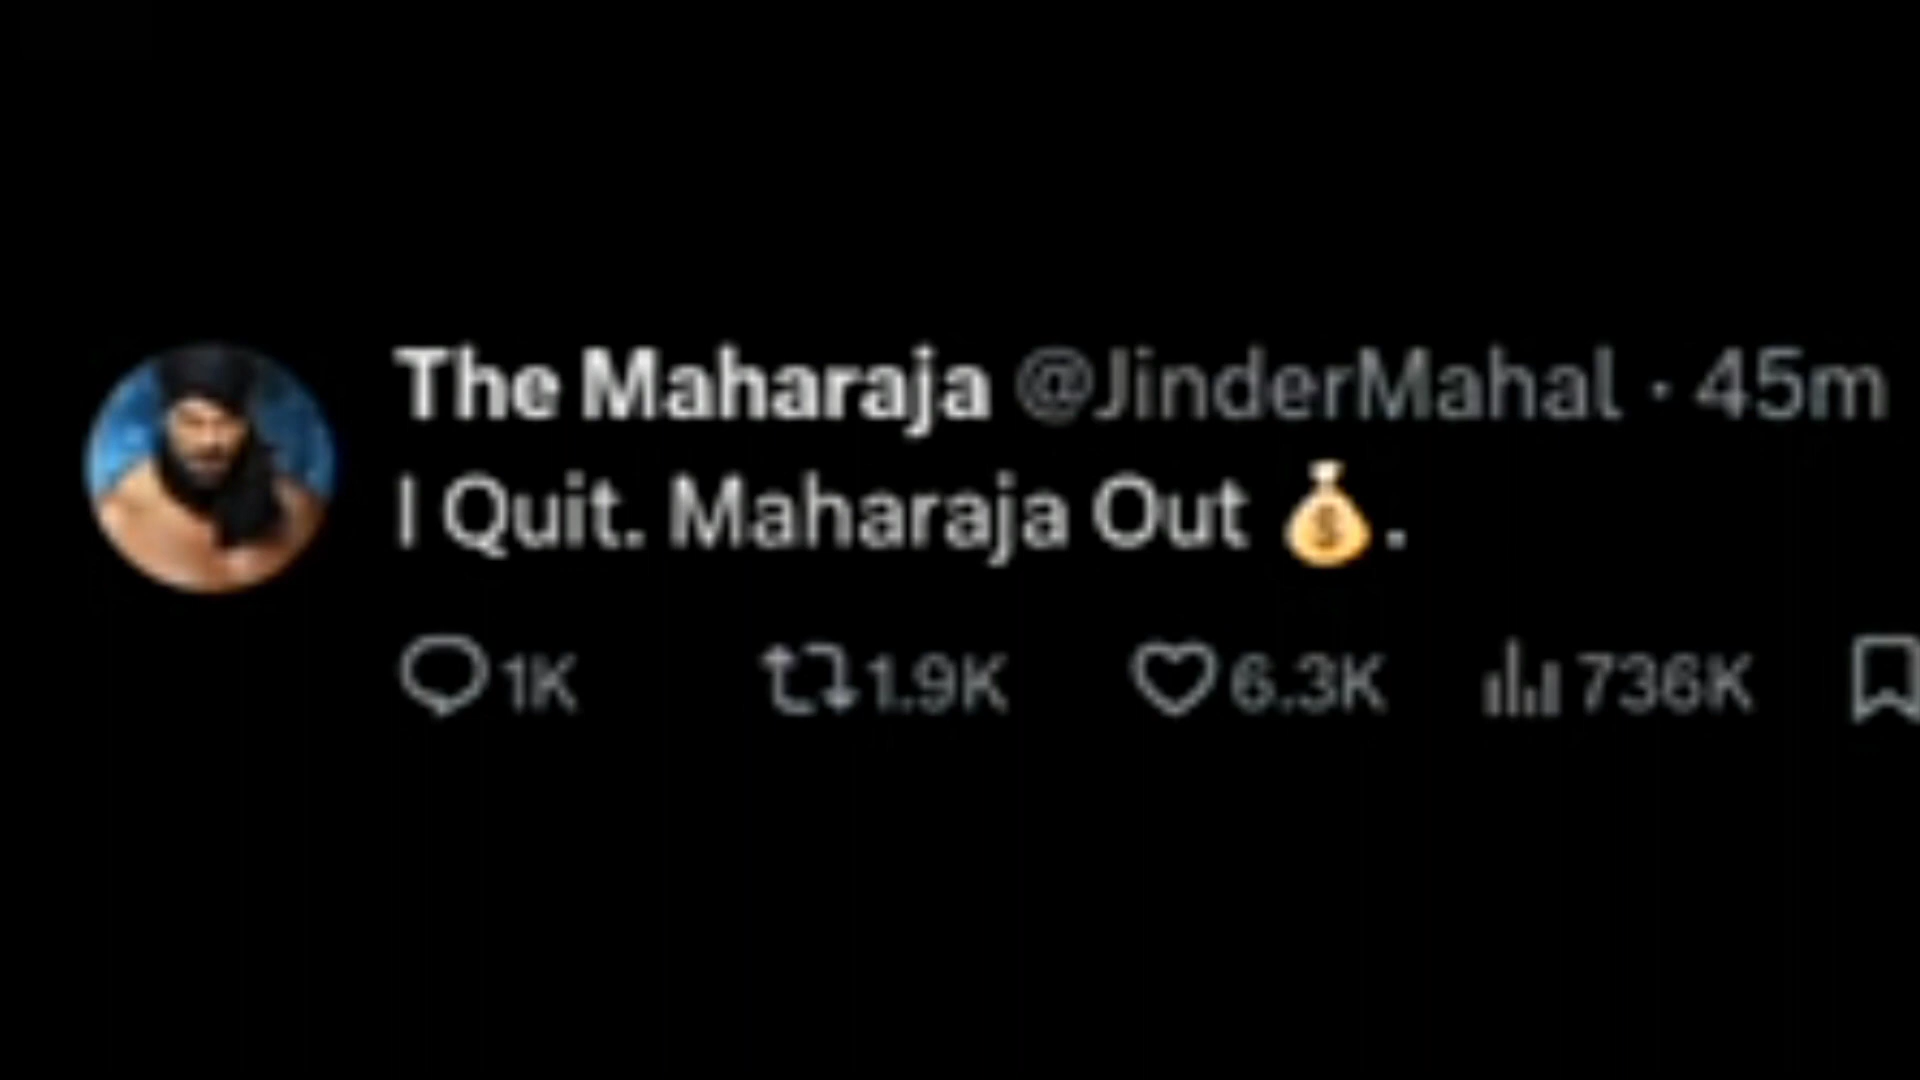 The Maharaja @JinderMahal · 45m
I Quit. Maharaja Out 💰.
1K 1.9K 6.3K 736K